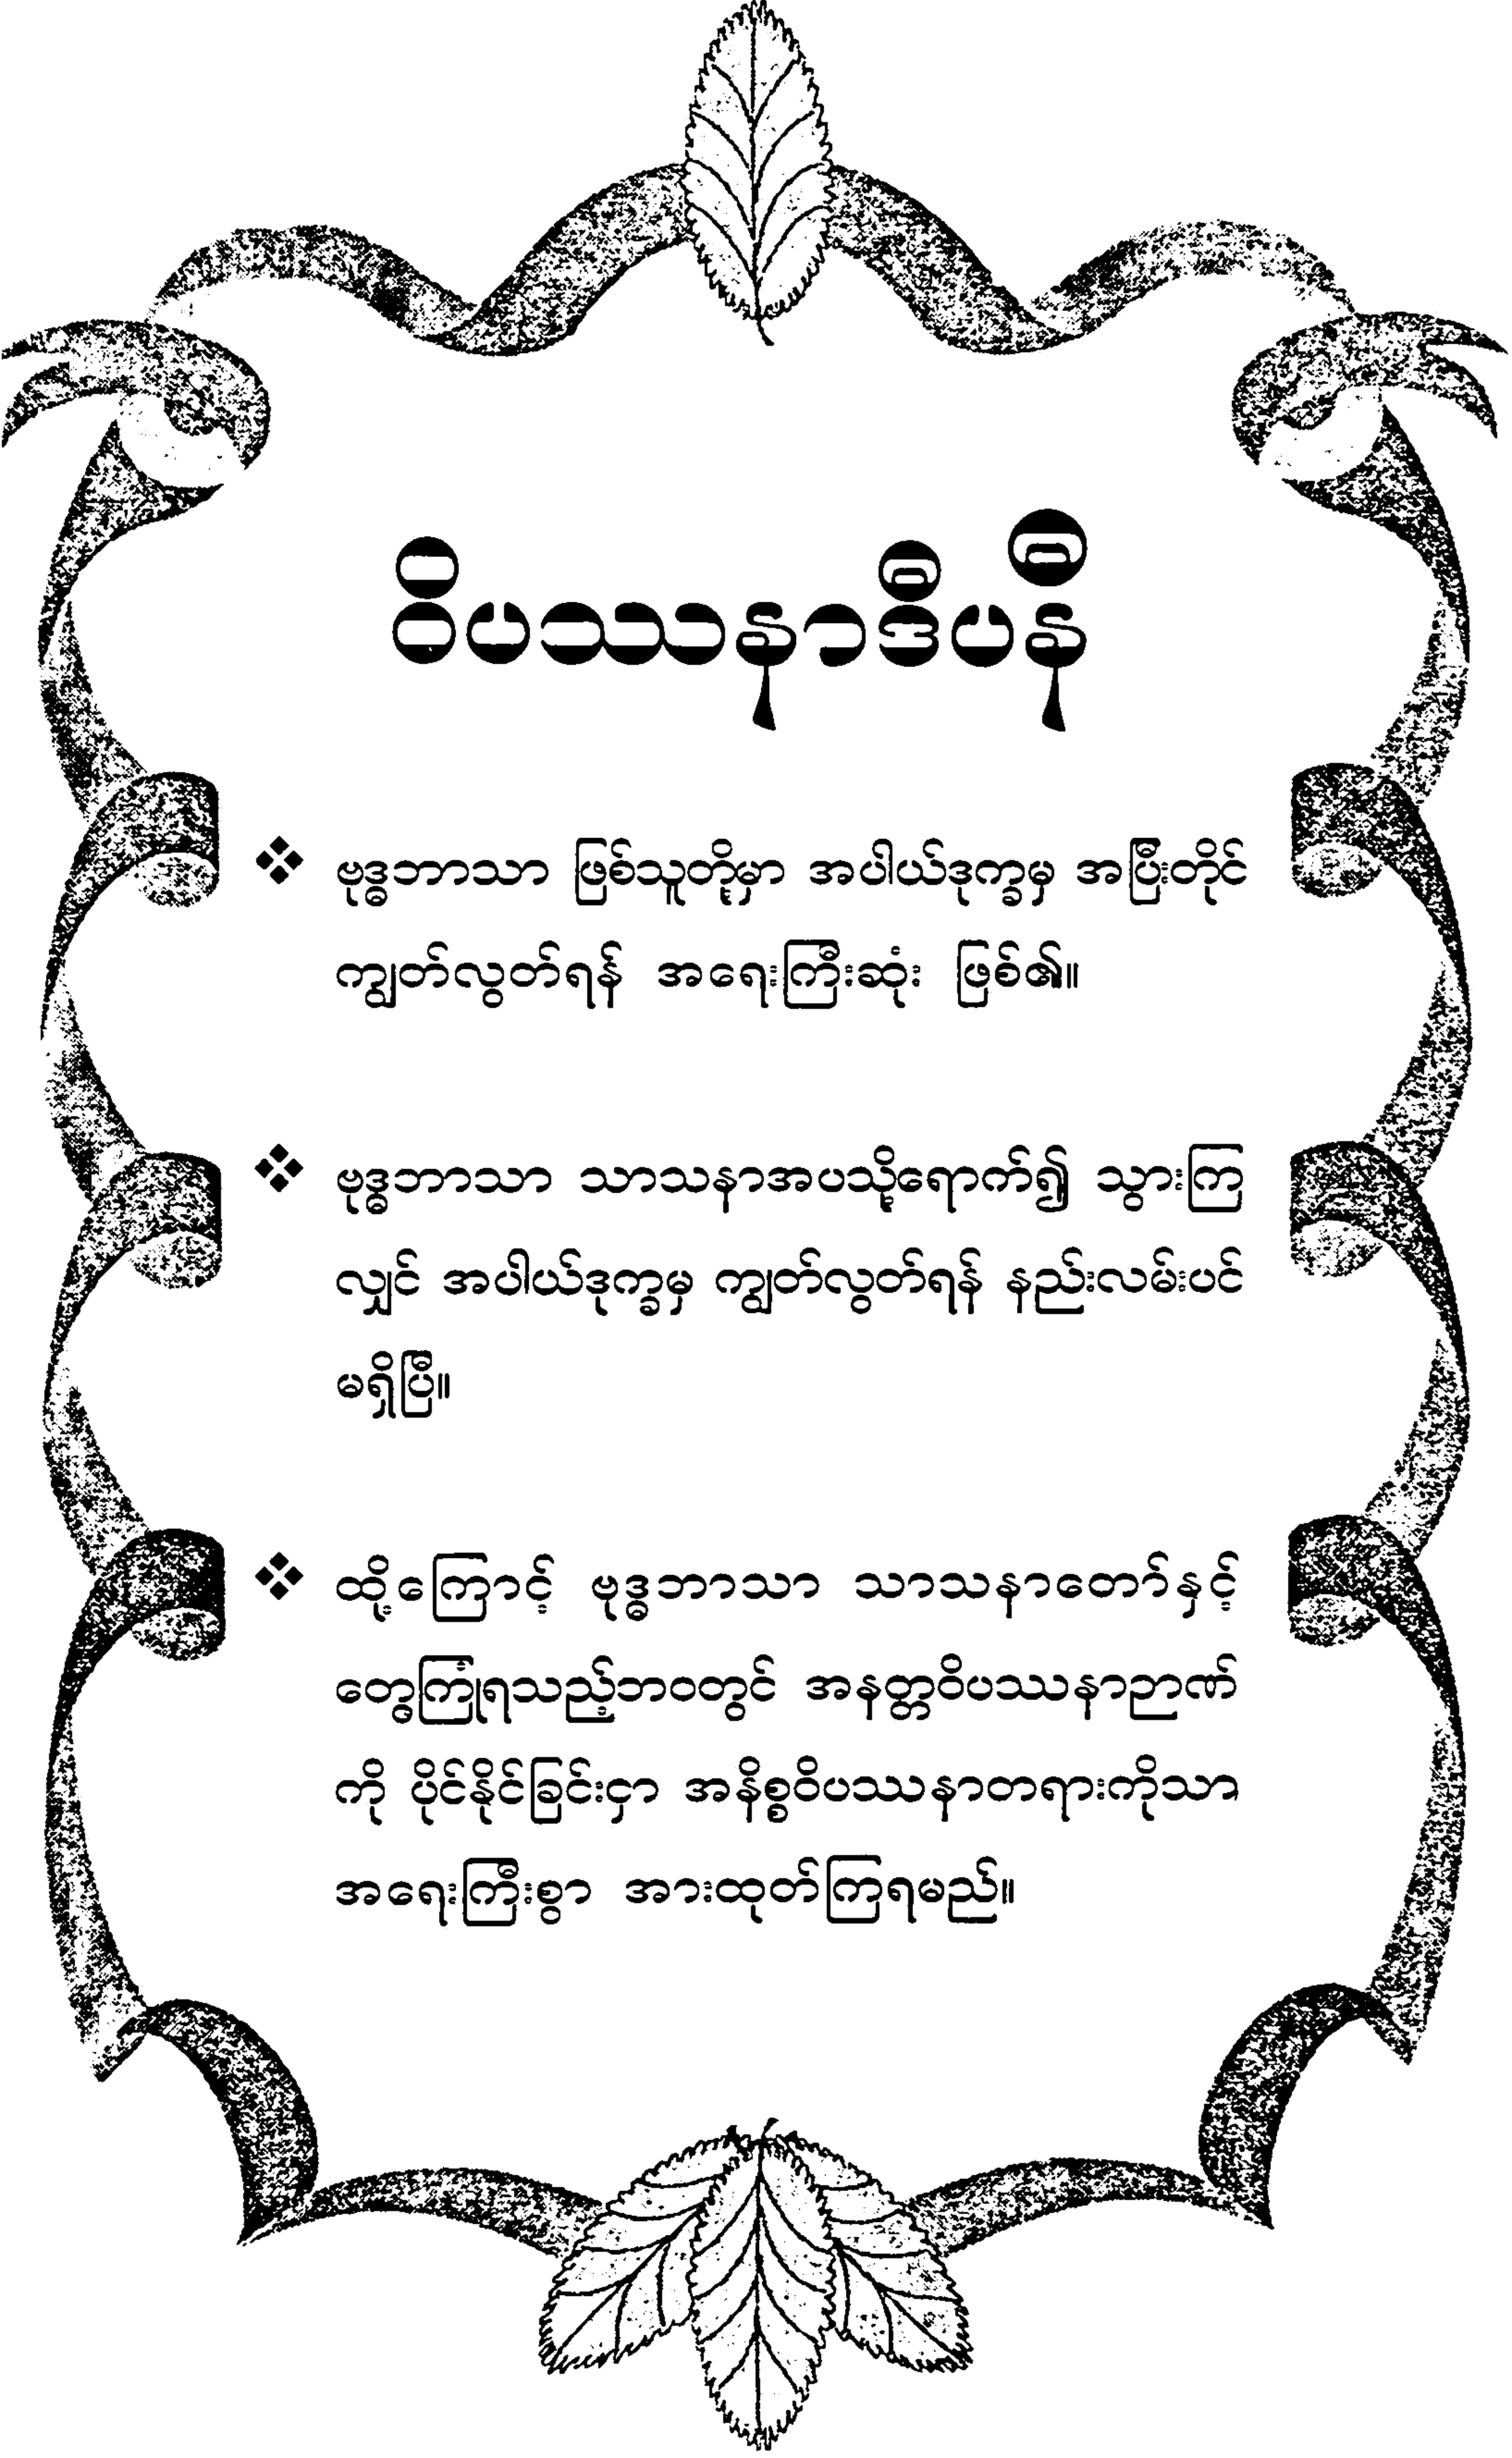 ဝိပဿနာဒီပနီ
❖ ဗုဒ္ဓဘာသာ ဖြစ်သူတို့မှာ အပါယ်ဒုက္ခမှ အပြီးတိုင်
ကျွတ်လွတ်ရန် အရေးကြီးဆုံး ဖြစ်၏။
❖ ဗုဒ္ဓဘာသာ သာသနာအပသို့ရောက်၍ သွားကြ
လျှင် အပါယ်ဒုက္ခမှ ကျွတ်လွတ်ရန် နည်းလမ်းပင်
မရှိပြီ။
❖ ထို့ကြောင့် ဗုဒ္ဓဘာသာ သာသနာတော်နှင့်
တွေ့ကြုံရသည့်ဘဝတွင် အနတ္တဝိပဿနာဉာဏ်
ကို ပိုင်နိုင်ခြင်းငှာ အနိစ္စဝိပဿနာတရားကိုသာ
အရေးကြီးစွာ အားထုတ်ကြရမည်။